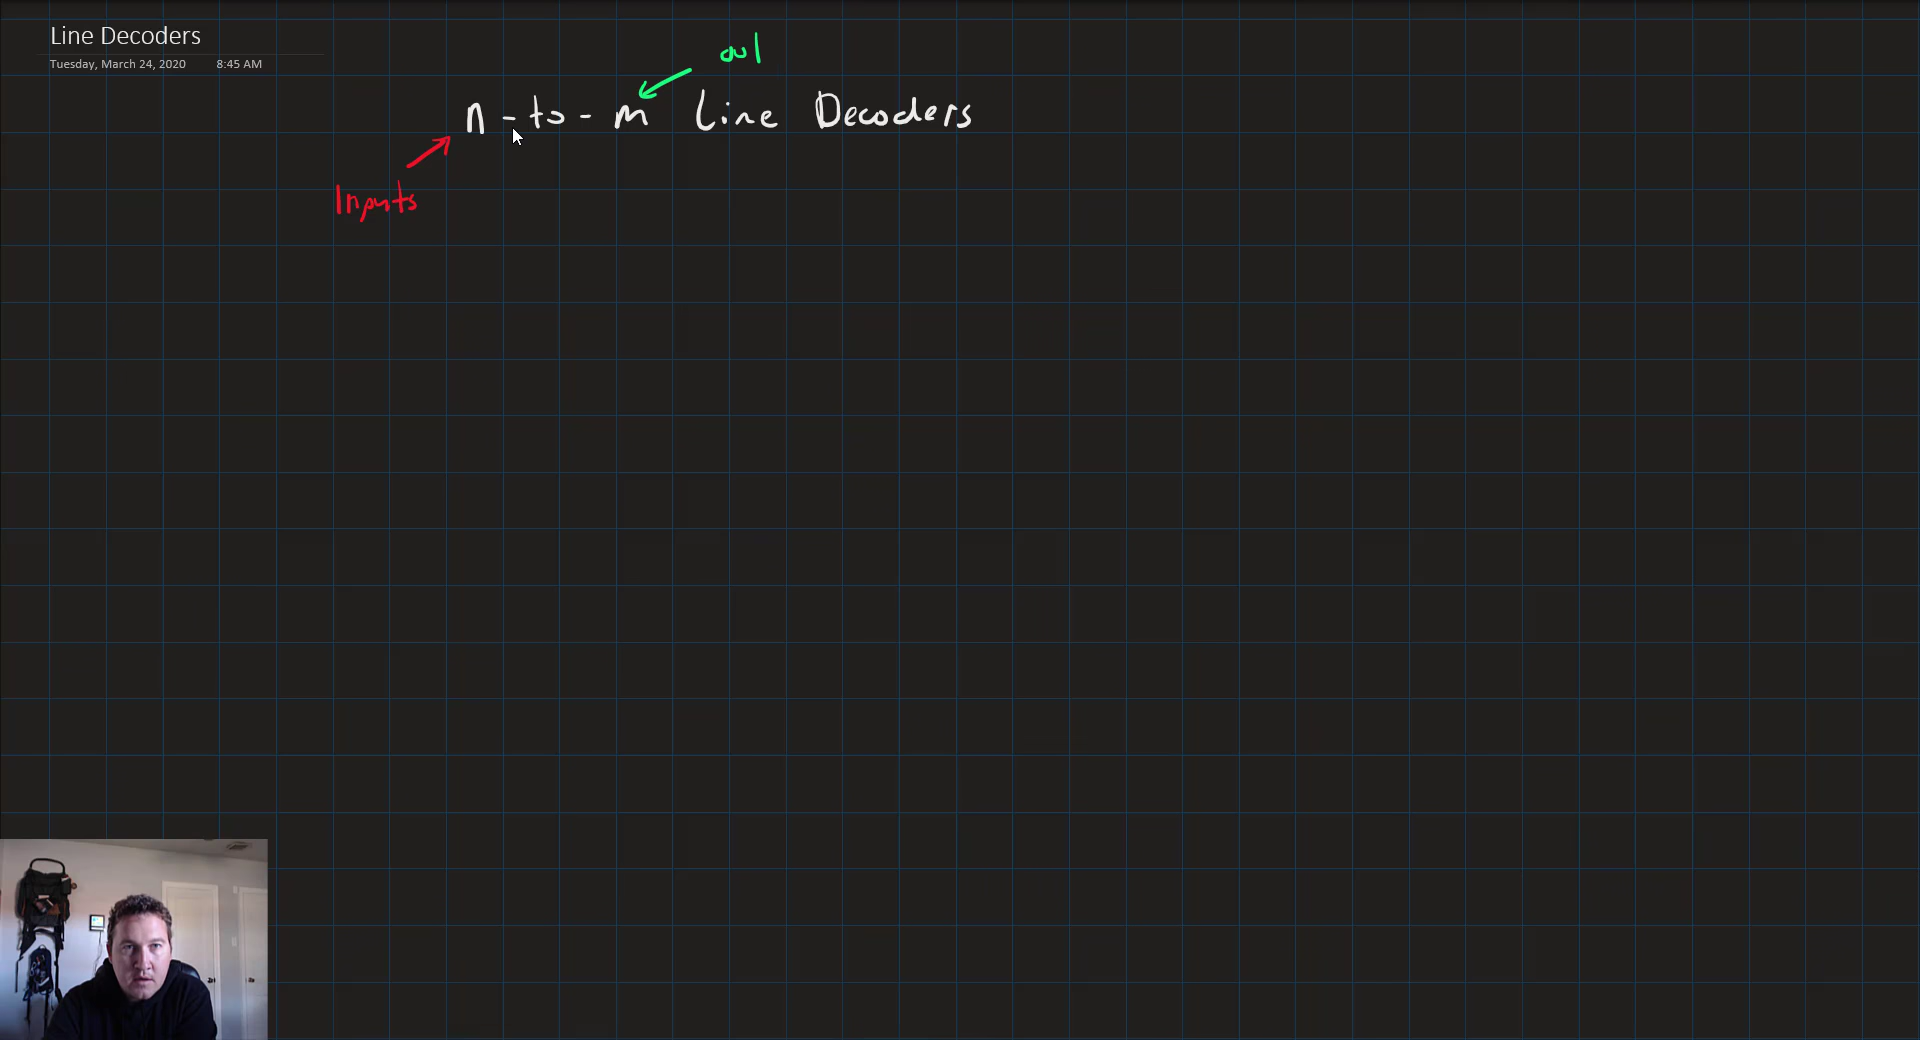 Line Decoders
Tuesday, March 24, 2020 8:45 AM
out
n-to-m Line Decoders
Inputs